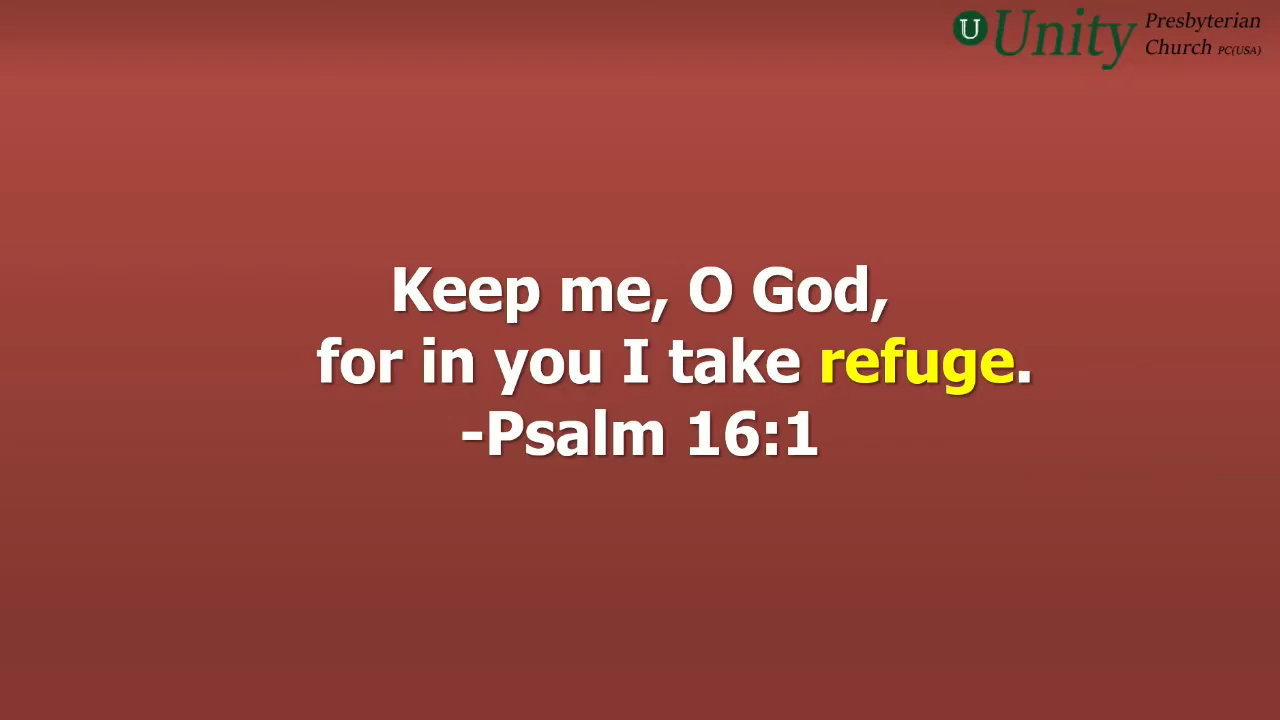 U Unity Presbyterian
Church PC(USA)
Keep me, O God,
for in you I take refuge.
-Psalm 16:1